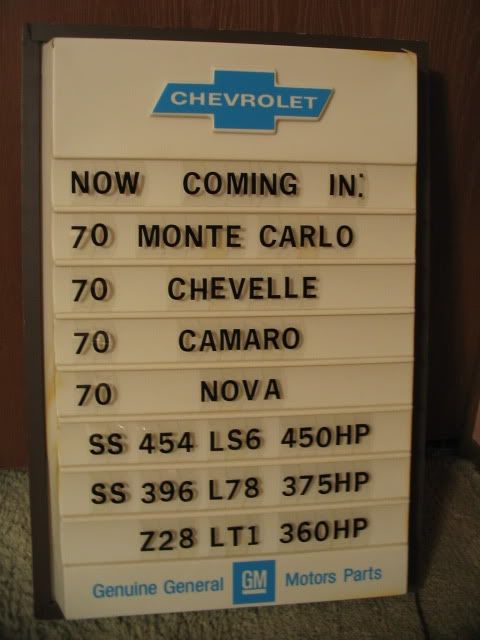 CHEVROLET
NOW COMING IN:
70 MONTE CARLO
70 CHEVELLE
70 CAMARO
70 NOVA
SS 454 LS6 450HP
SS 396 L78 375HP
Z28 LT1 360HP
Genuine General GM Motors Parts